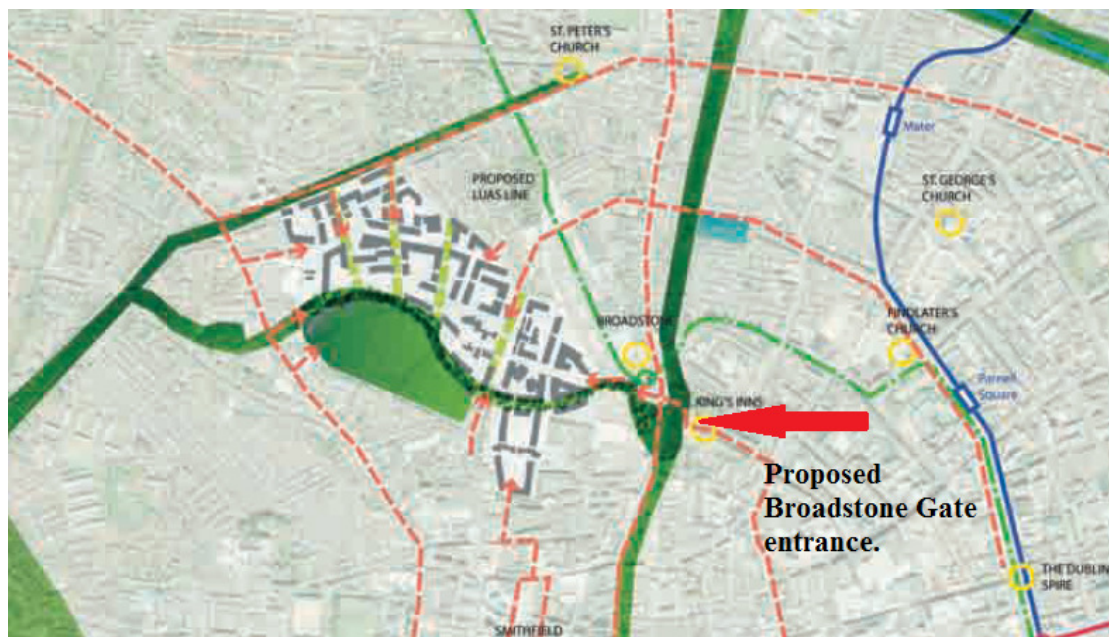 ST. PETER'S
CHURCH
Mater
PROPOSED
LUAS LINE
ST. GEORGE'S
CHURCH
BROADSTONE
FINDLATER'S
CHURCH
Parnell
Square
KING'S INNS
Proposed
Broadstone Gate
entrance.
THE DUBLIN
SPIRE
SMITHFIELD